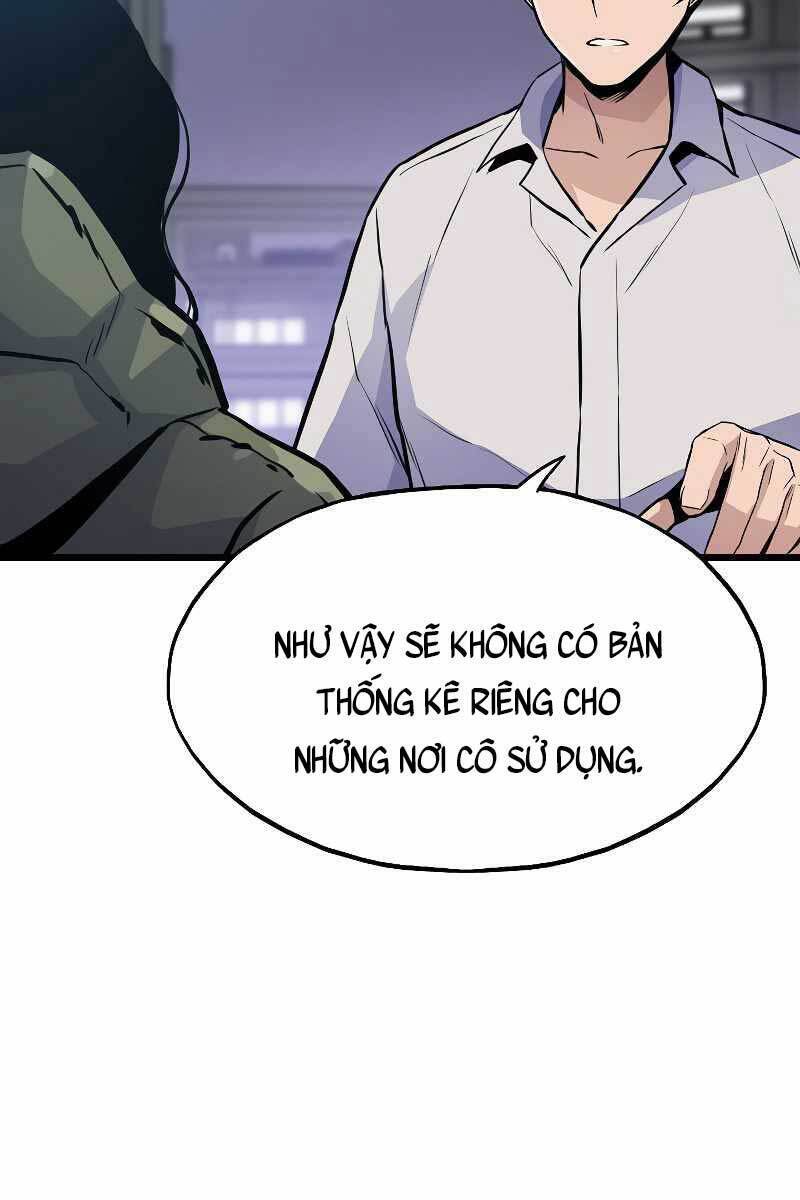 NHƯ VẬY SẼ KHÔNG CÓ BẢN
THỐNG KÊ RIÊNG CHO
NHỮNG NƠI CÔ SỬ DỤNG.